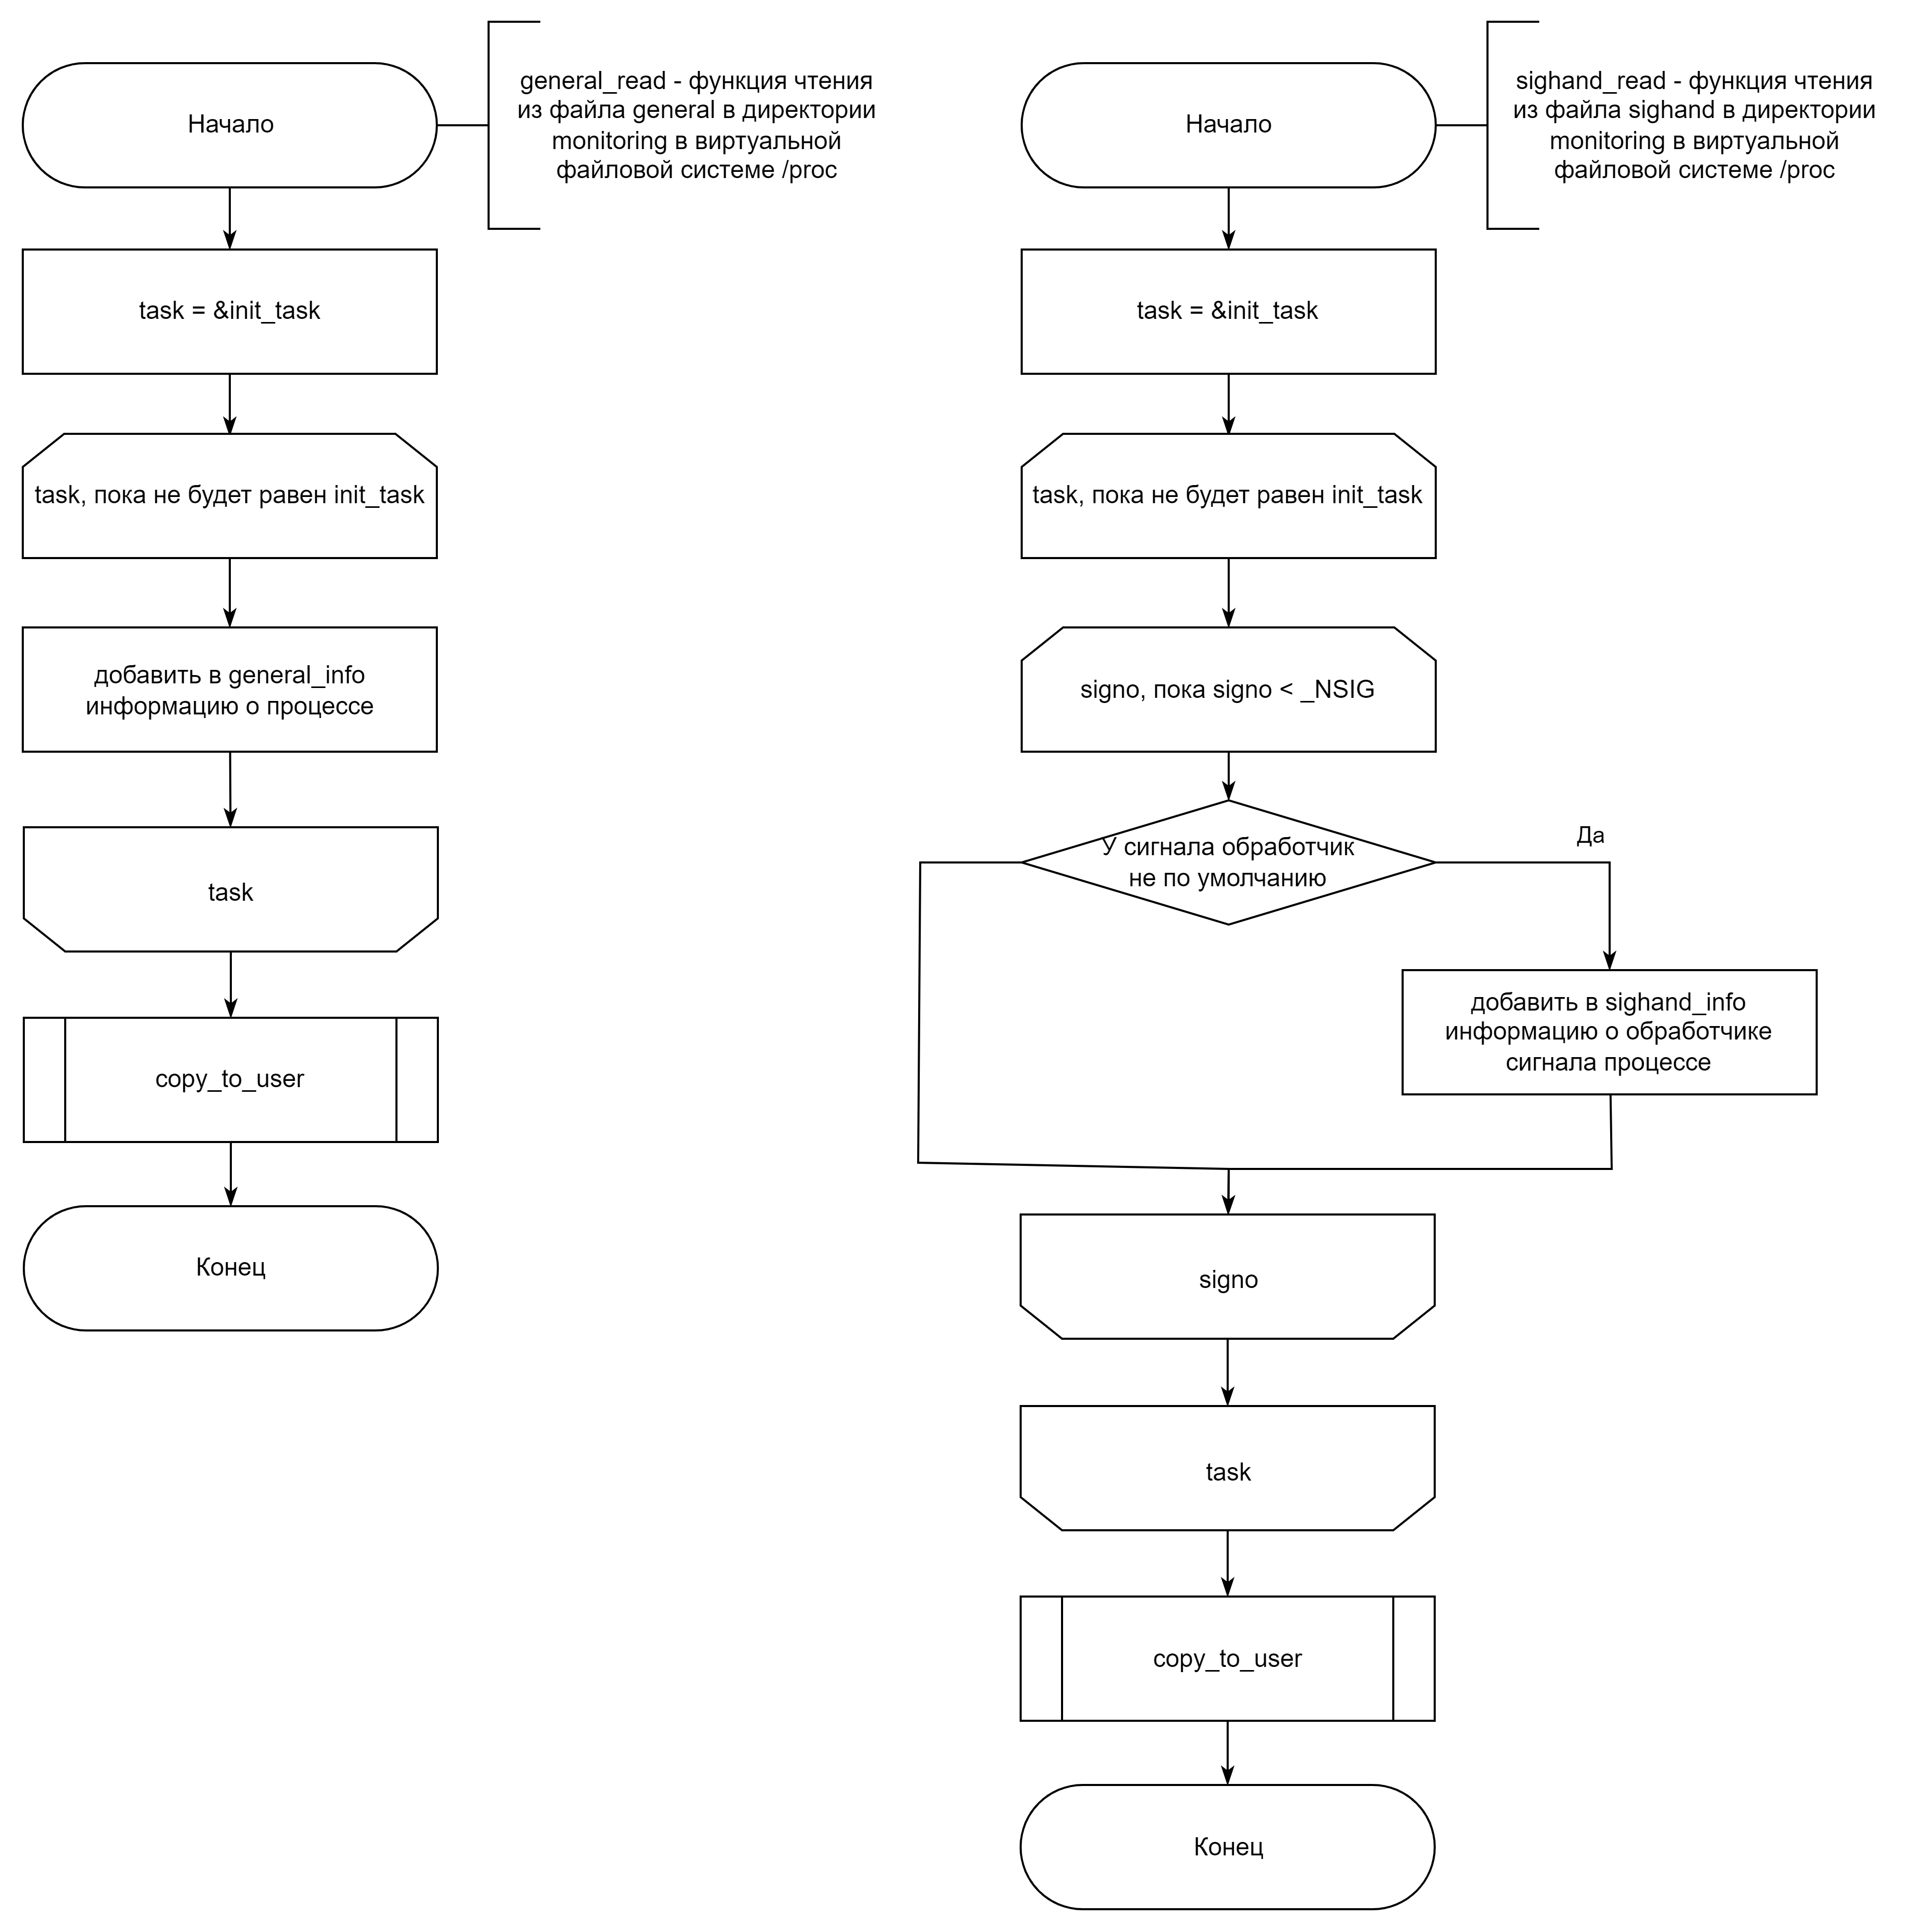 Начало
general_read - функция чтения
из файла general в директории
monitoring в виртуальной
файловой системе /proc
task = &init_task
task, пока не будет равен init_task
добавить в general_info
информацию о процессе
task
copy_to_user
Конец
Начало
sighand_read - функция чтения
из файла sighand в директории
monitoring в виртуальной
файловой системе /proc
task = &init_task
task, пока не будет равен init_task
signo, пока signo < _NSIG
У сигнала обработчик
не по умолчанию
Да
добавить в sighand_info
информацию о обработчике
сигнала процессе
signo
task
copy_to_user
Конец